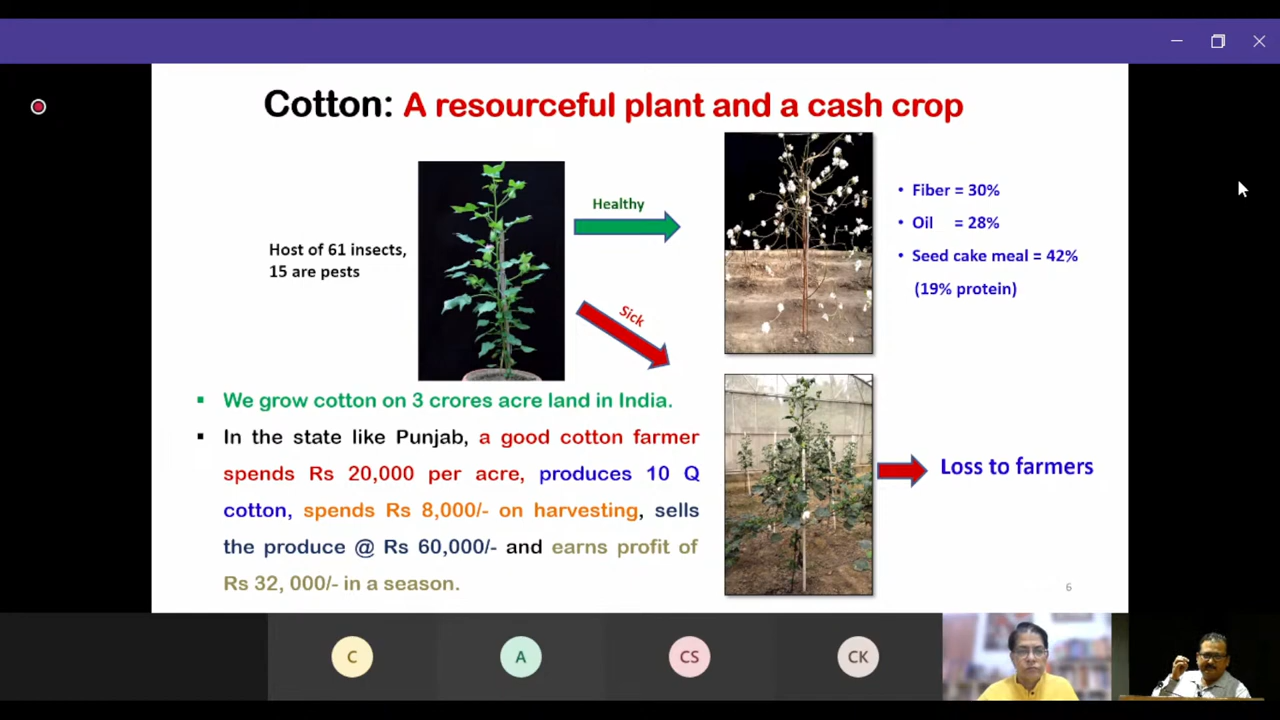 Cotton: A resourceful plant and a cash crop
Healthy
Sick
Host of 61 insects,
15 are pests
• Fiber = 30%
• Oil = 28%
• Seed cake meal = 42%
(19% protein)
▪ We grow cotton on 3 crores acre land in India.
▪ In the state like Punjab, a good cotton farmer
spends Rs 20,000 per acre, produces 10 Q
cotton, spends Rs 8,000/- on harvesting, sells
the produce @ Rs 60,000/- and earns profit of
Rs 32, 000/- in a season.
Loss to farmers
6
C
A
CS
CK